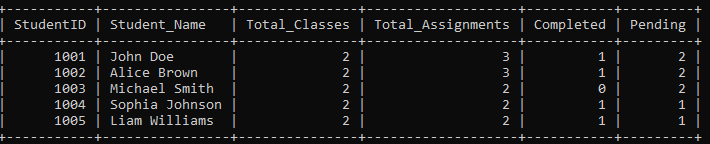 +-----------+----------------+---------------+-------------------+-----------+---------+
| StudentID | Student_Name   | Total_Classes | Total_Assignments | Completed | Pending |
+-----------+----------------+---------------+-------------------+-----------+---------+
|      1001 | John Doe       |             2 |                 3 |         1 |       2 |
|      1002 | Alice Brown    |             2 |                 3 |         1 |       2 |
|      1003 | Michael Smith  |             2 |                 2 |         0 |       2 |
|      1004 | Sophia Johnson |             2 |                 2 |         1 |       1 |
|      1005 | Liam Williams  |             2 |                 2 |         1 |       1 |
+-----------+----------------+---------------+-------------------+-----------+---------+